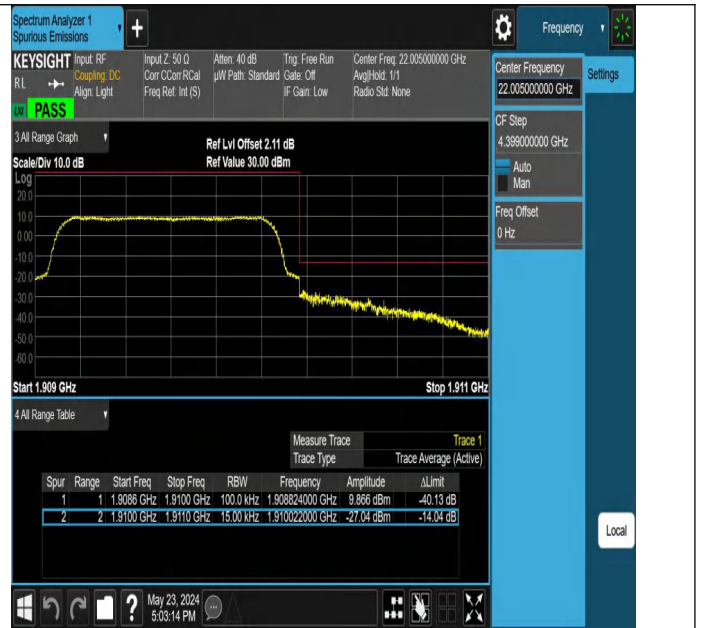 Spectrum Analyzer 1
Spurious Emissions
Frequency
KEYSIGHT
RL
Input: RF
Coupling: DC
Align: Light
Input Z: 50 Ω
Corr CCorr RCal
Freq Ref: Int (S)
Atten: 40 dB
µW Path: Standard
Trig: Free Run
Gate: Off
IF Gain: Low
Center Freq: 22.005000000 GHz
Avg|Hold: 1/1
Radio Std: None
PASS
Center Frequency
22.005000000 GHz
Settings
CF Step
4.399000000 GHz
Auto
Man
Freq Offset
0 Hz
3 All Range Graph
Scale/Div 10.0 dB
Ref Lvl Offset 2.11 dB
Ref Value 30.00 dBm
Log
20.0
10.0
0.00
-10.0
-20.0
-30.0
-40.0
-50.0
-60.0
Start 1.909 GHz
Stop 1.911 GHz
4 All Range Table
Measure Trace Trace 1
Trace Type Trace Average (Active)
Spur Range Start Freq Stop Freq RBW Frequency Amplitude ΔLimit
1 1 1.9086 GHz 1.9100 GHz 100.0 kHz 1.908824000 GHz 9.866 dBm -40.13 dB
2 2 1.9100 GHz 1.9110 GHz 15.00 kHz 1.910022000 GHz -27.04 dBm -14.04 dB
Local
?
May 23, 2024
5:03:14 PM